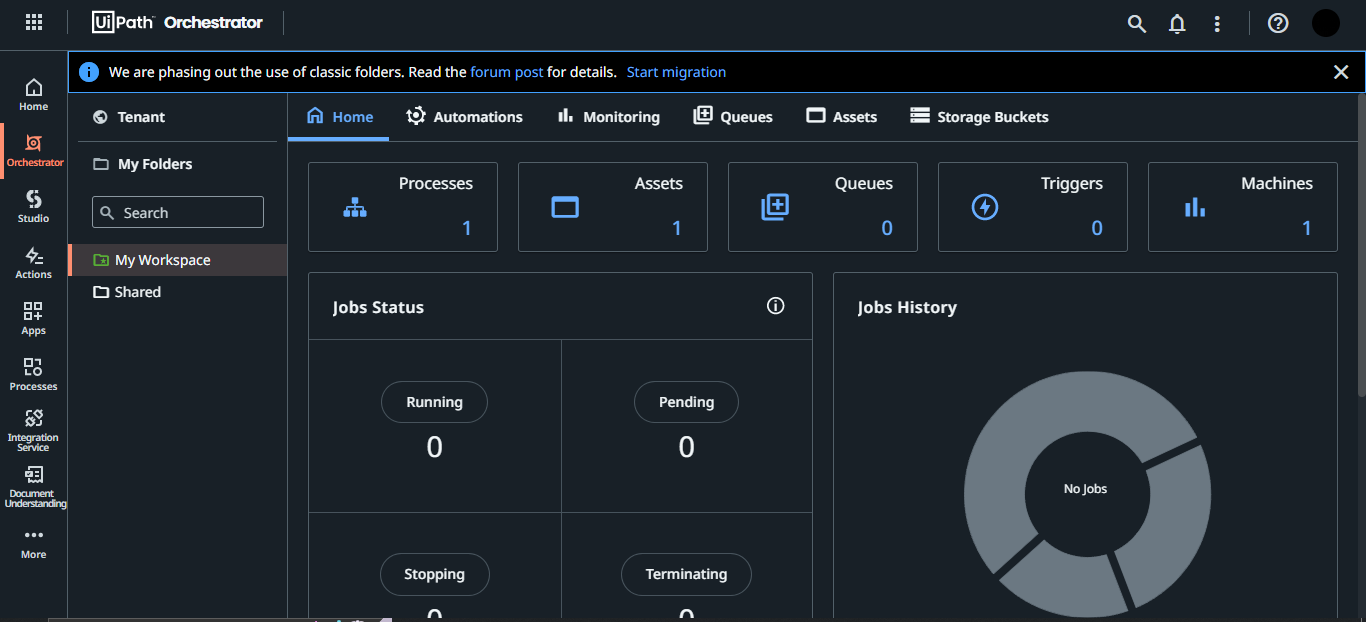 UiPath Orchestrator
We are phasing out the use of classic folders. Read the forum post for details. Start migration
Home
Orchestrator
Studio
Actions
Apps
Processes
Integration
Service
Document
Understanding
More
Tenant
My Folders
Search
My Workspace
Shared
Home Automations Monitoring Queues Assets Storage Buckets
Processes
1
Assets
1
Queues
0
Triggers
0
Machines
1
Jobs Status
Running
0
Pending
0
Stopping
0
Terminating
0
Jobs History
No Jobs